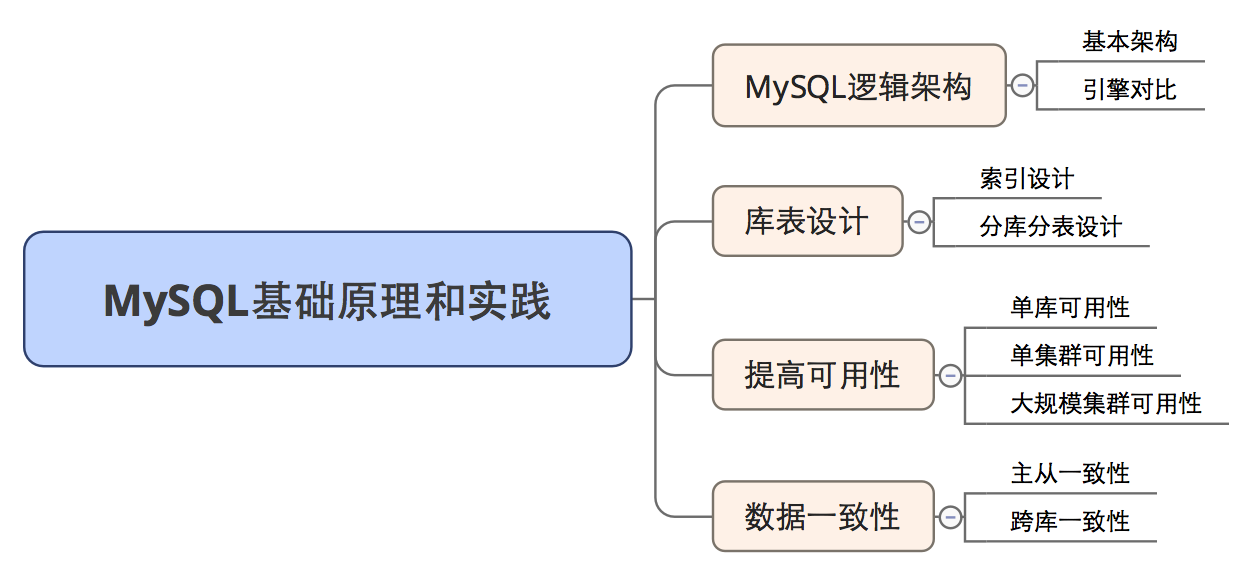 MySQL基础原理和实践
MySQL逻辑架构
基本架构
引擎对比
库表设计
索引设计
分库分表设计
提高可用性
单库可用性
单集群可用性
大规模集群可用性
数据一致性
主从一致性
跨库一致性